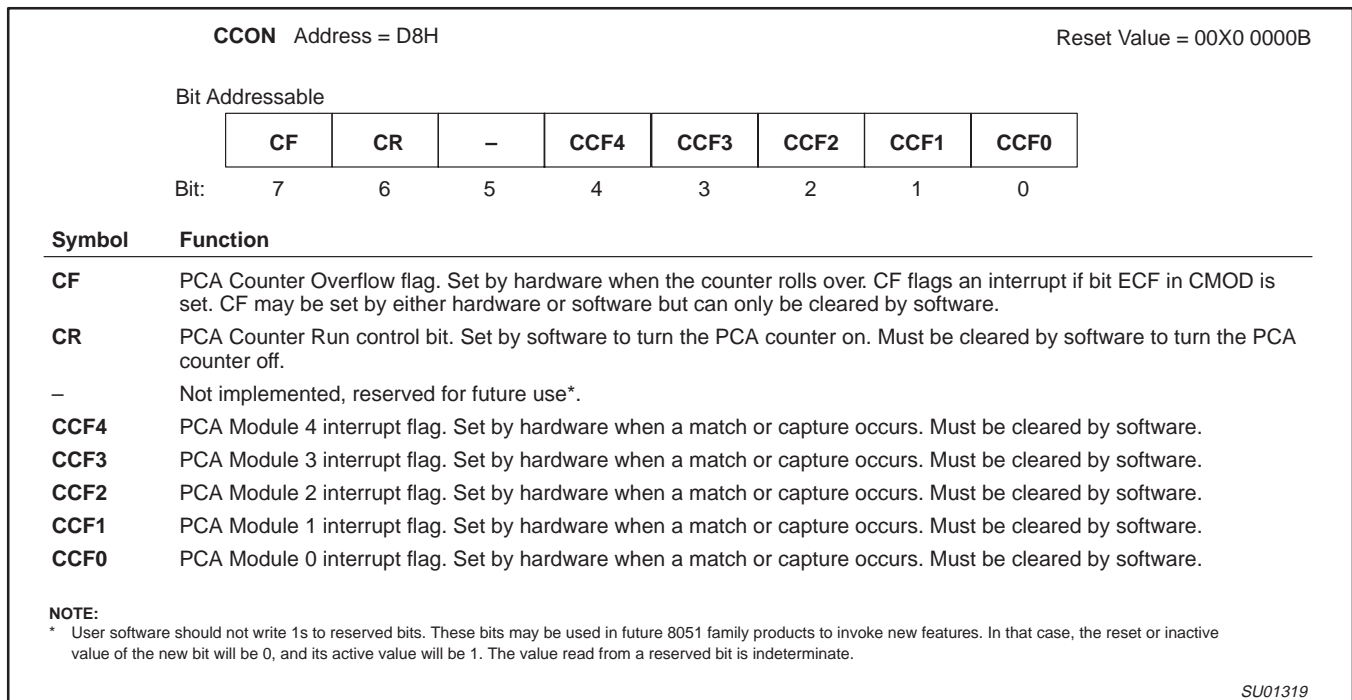 CCON Address = D8H Reset Value = 00X0 0000B
Bit Addressable
CF CR – CCF4 CCF3 CCF2 CCF1 CCF0
Bit: 7 6 5 4 3 2 1 0
Symbol Function
CF PCA Counter Overflow flag. Set by hardware when the counter rolls over. CF flags an interrupt if bit ECF in CMOD is
set. CF may be set by either hardware or software but can only be cleared by software.
CR PCA Counter Run control bit. Set by software to turn the PCA counter on. Must be cleared by software to turn the PCA
counter off.
– Not implemented, reserved for future use*.
CCF4 PCA Module 4 interrupt flag. Set by hardware when a match or capture occurs. Must be cleared by software.
CCF3 PCA Module 3 interrupt flag. Set by hardware when a match or capture occurs. Must be cleared by software.
CCF2 PCA Module 2 interrupt flag. Set by hardware when a match or capture occurs. Must be cleared by software.
CCF1 PCA Module 1 interrupt flag. Set by hardware when a match or capture occurs. Must be cleared by software.
CCF0 PCA Module 0 interrupt flag. Set by hardware when a match or capture occurs. Must be cleared by software.
NOTE:
* User software should not write 1s to reserved bits. These bits may be used in future 8051 family products to invoke new features. In that case, the reset or inactive
value of the new bit will be 0, and its active value will be 1. The value read from a reserved bit is indeterminate.
SU01319